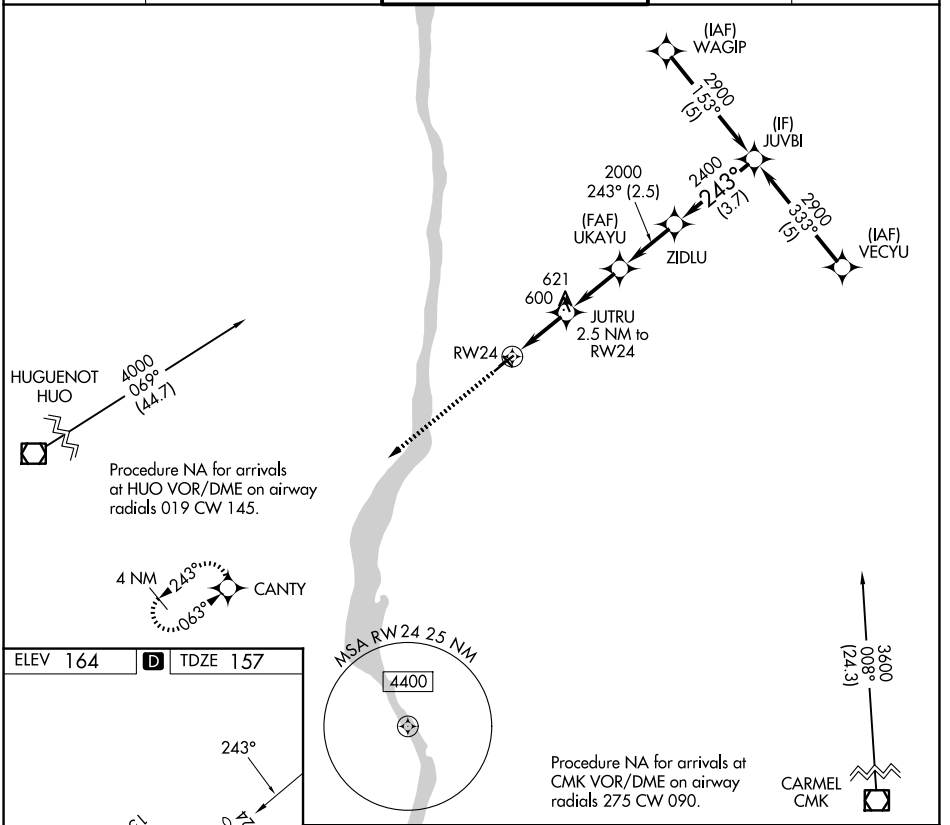 (IAF)
WAGIP
2900
153°
(5)
(IF)
JUVBI
2400
243°
(3.7)
2000
243° (2.5)
2900
333°
(5)
(IAF)
VECYU
(FAF)
UKAYU
ZIDLU
621
600
JUTRU
2.5 NM to
RW24
RW24
HUGUENOT
HUO
4000
069°
(44.7)
Procedure NA for arrivals
at HUO VOR/DME on airway
radials 019 CW 145.
4 NM
243°
063°
CANTY
MSA RW24 25 NM
4400
3600
008°
(24.3)
Procedure NA for arrivals at
CMK VOR/DME on airway
radials 275 CW 090.
CARMEL
CMK
ELEV 164
D
TDZE 157
243°
24